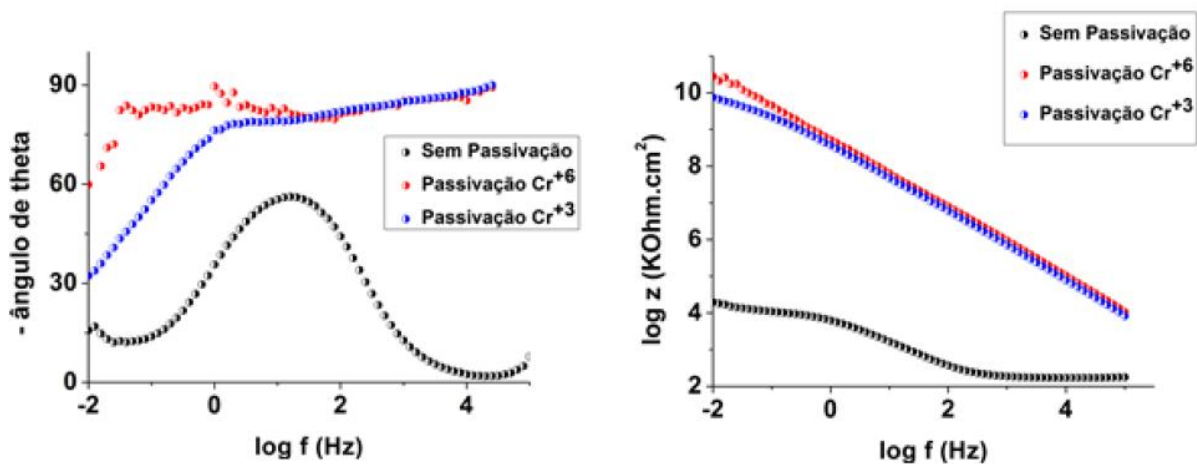 90
60
30
0
- ângulo de theta
-2
0
2
4
log f (Hz)
Sem Passivação
Passivação Cr+6
Passivação Cr+3
10
8
6
4
2
log z (KOhm.cm2)
-2
0
2
4
log f (Hz)
Sem Passivação
Passivação Cr+6
Passivação Cr+3